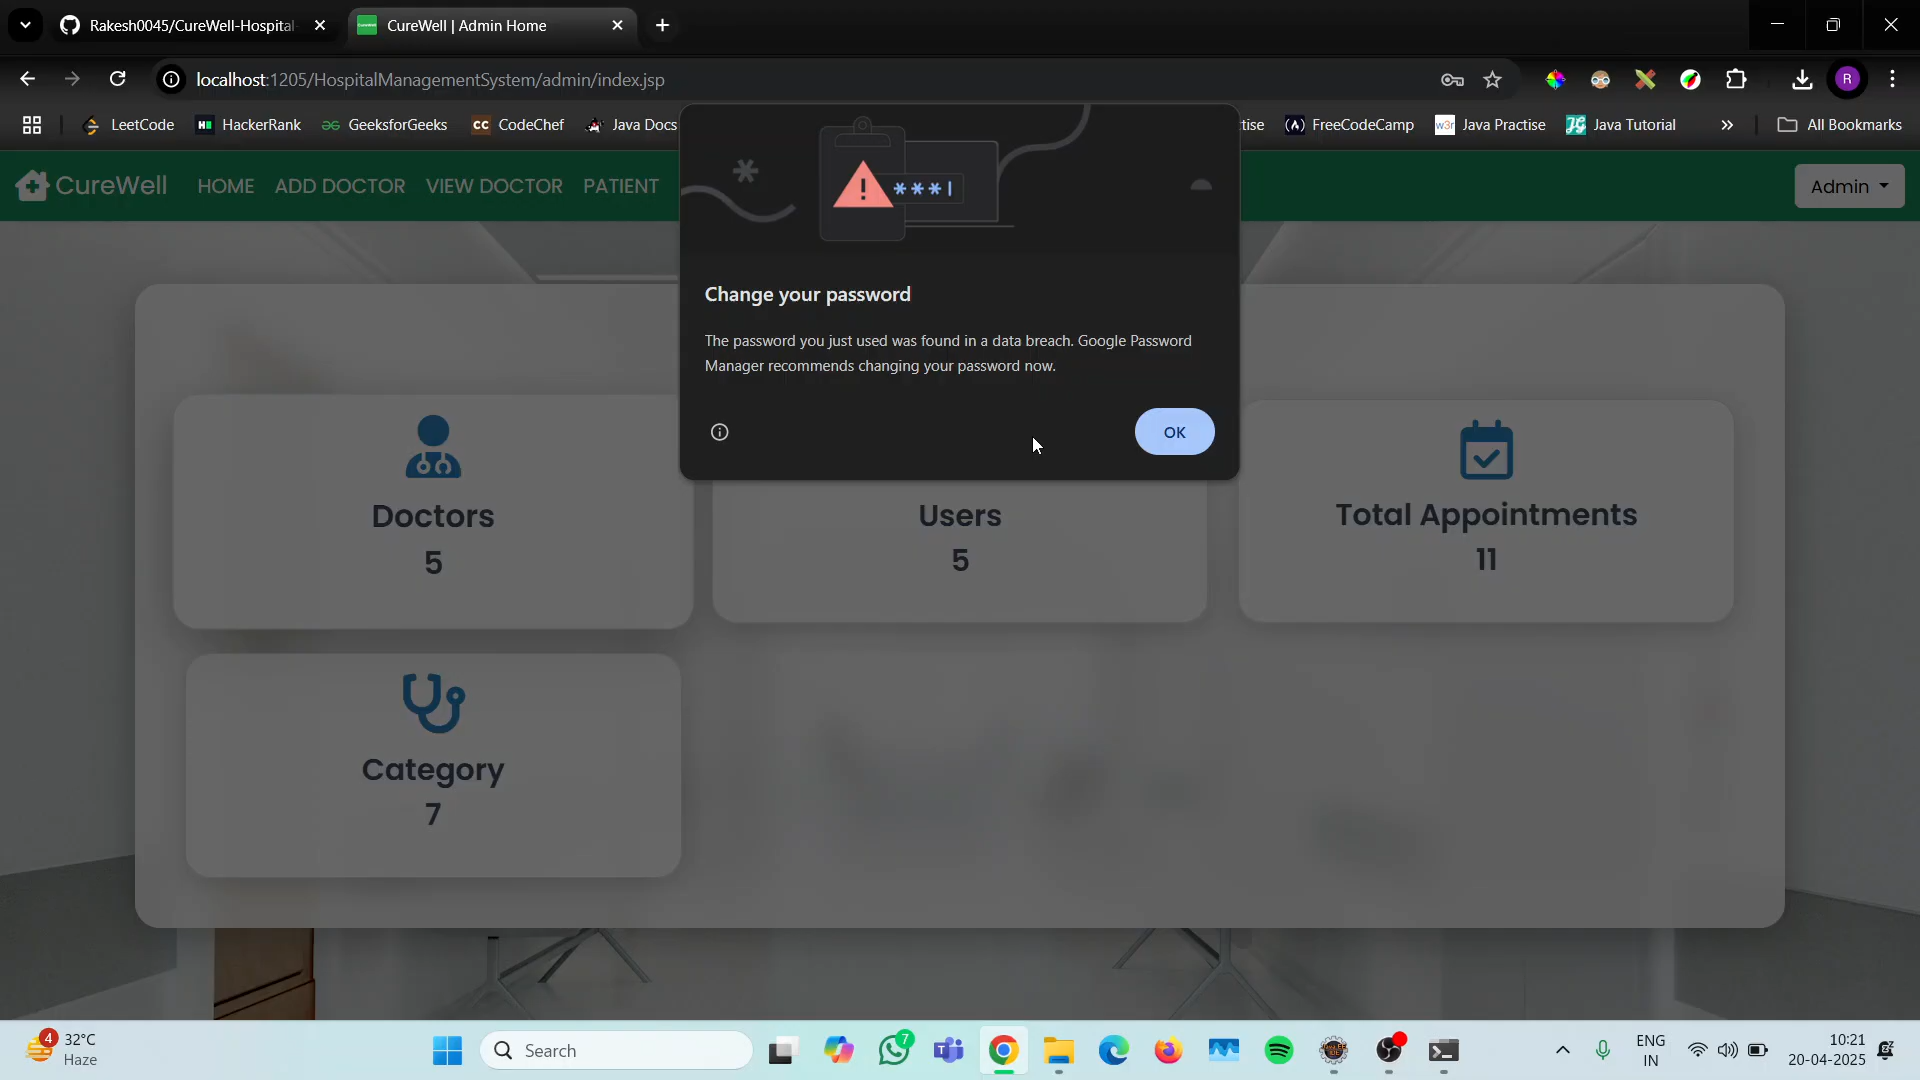 Rakesh0045/CureWell-Hospital-
CureWell | Admin Home
localhost:1205/HospitalManagementSystem/admin/index.jsp
R
LeetCode
HackerRank
GeeksforGeeks
CodeChef
Java Docs
FreeCodeCamp
Java Practise
Java Tutorial
All Bookmarks
CureWell
HOME
ADD DOCTOR
VIEW DOCTOR
PATIENT
Admin
***|
Change your password
The password you just used was found in a data breach. Google Password
Manager recommends changing your password now.
OK
Doctors
5
Users
5
Total Appointments
11
Category
7
4
32°C
Haze
Search
7
ENG
IN
10:21
20-04-2025